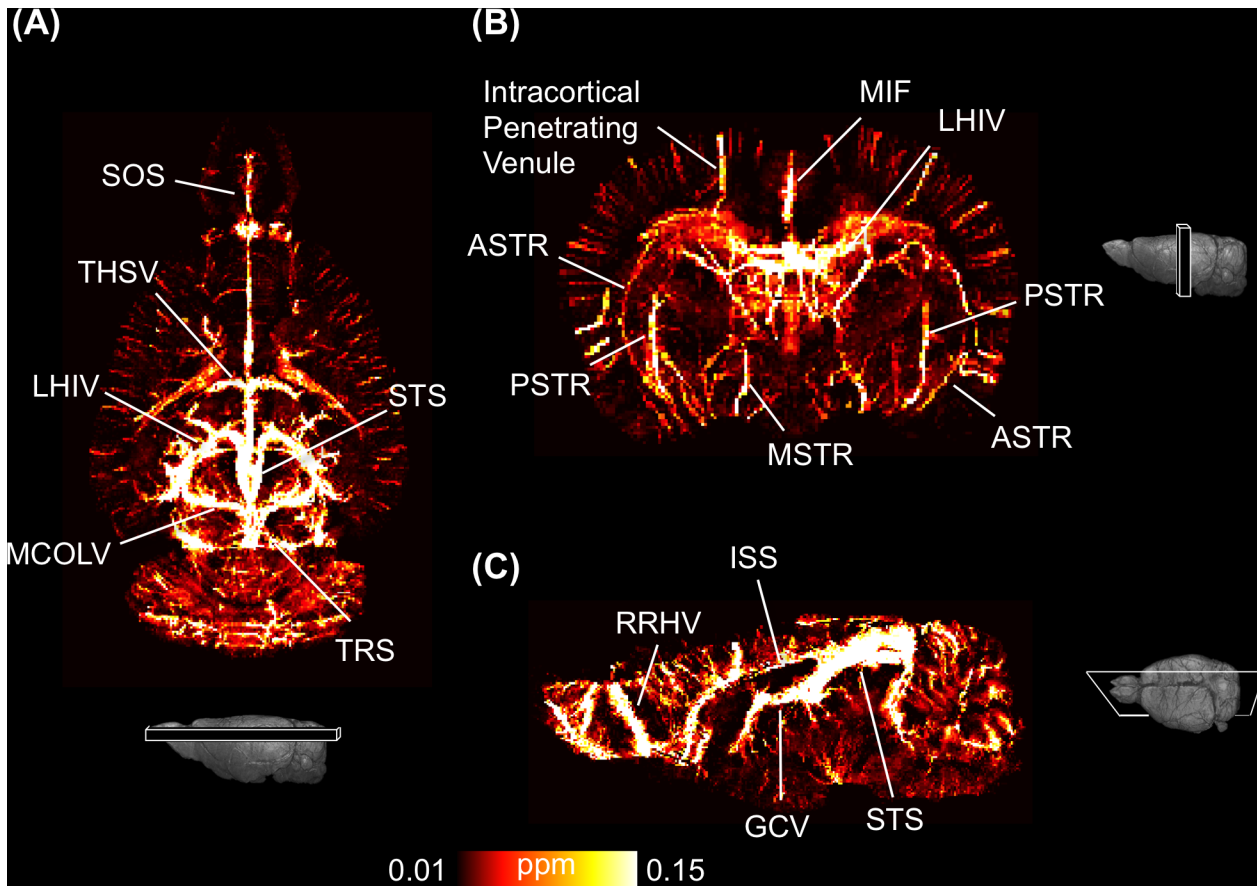 (A)
SOS
THSV
LHIV
STS
MCOLV
TRS
(B)
Intracortical
Penetrating
Venule
MIF
LHIV
ASTR
PSTR
PSTR
MSTR
ASTR
(C)
ISS
RRHV
GCV
STS
0.01 ppm 0.15